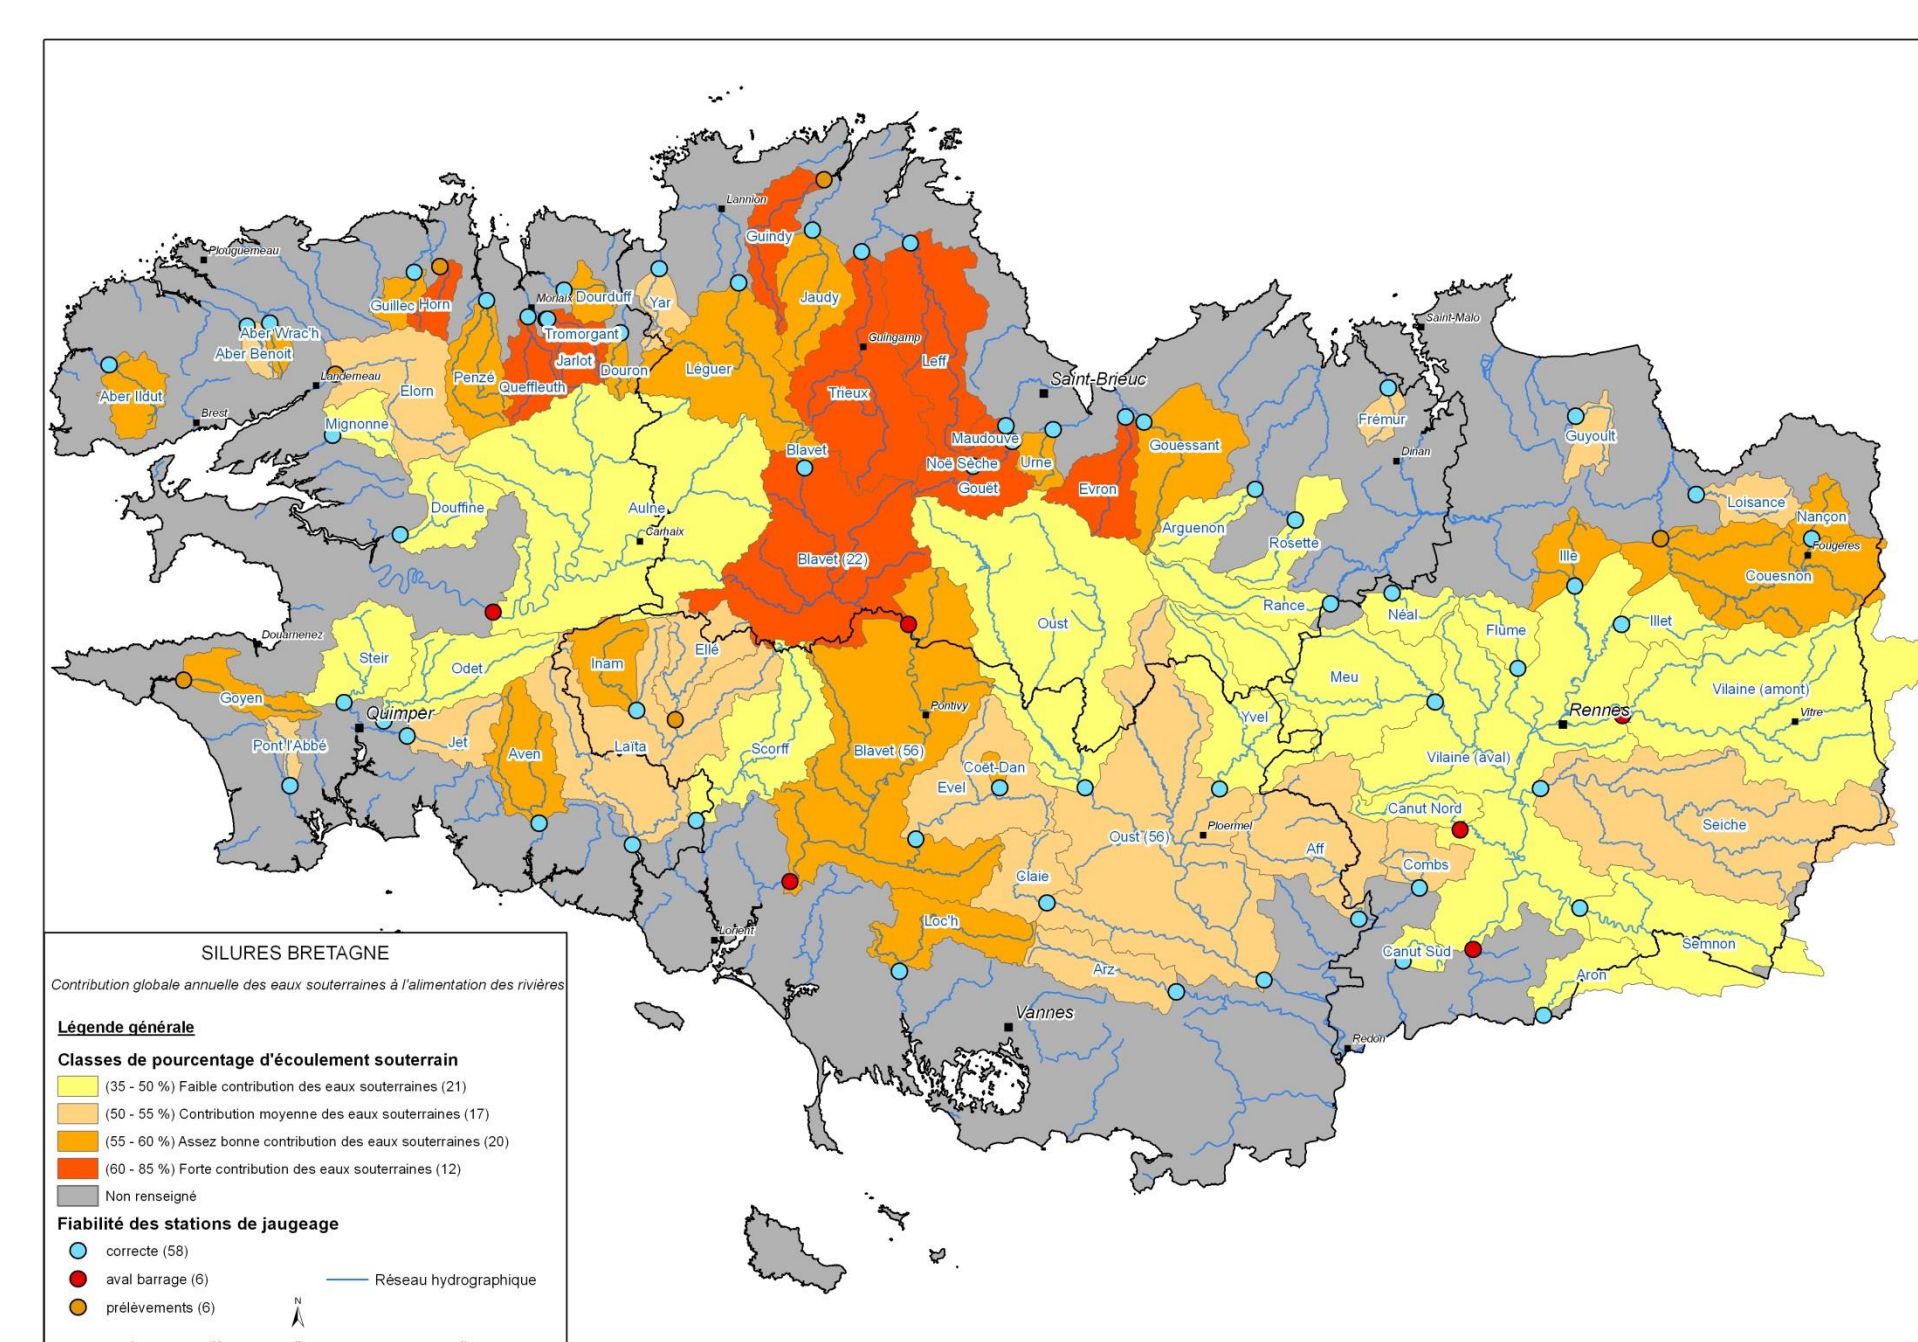 Lannion
Plouguerneau
Guindy
Guillec
Horn
Morlaix
Dourduff
Yar
Jaudy
Saint-Malo
Aber Wrac'h
Aber Benoit
Tromorgant
Guingamp
Jarlot
Leff
Douron
Léguer
Landerneau
Elorn
Penzé
Queffleuth
Trieux
Saint-Brieuc
Aber Ildut
Brest
Mignonne
Frémur
Guyoult
Maudouve
Gouessant
Dinan
Blavet
Noë Sèche
Urne
Gouët
Evron
Loisance
Nançon
Douffine
Aulne
Carhaix
Arguenon
Rosette
Fougères
Ille
Couesnon
Blavet (22)
Rance
Néal
Illet
Flume
Oust
Douarnenez
Steir
Odet
Inam
Ellé
Meu
Vilaine (amont)
Goyen
Pontivy
Quimper
Rennes
Vitre
Yvel
Pont l'Abbé
Jet
Aven
Laïta
Scorff
Blavet (56)
Coët-Dan
Evel
Vilaine (aval)
Canut Nord
Seiche
Oust (56)
Ploermel
Aff
Combs
Claie
Loc'h
Lorient
Canut Sud
Semnon
Arz
Aron
Vannes
Redon
SILURES BRETAGNE
Contribution globale annuelle des eaux souterraines à l'alimentation des rivières
Légende générale
Classes de pourcentage d'écoulement souterrain
(35 - 50 %) Faible contribution des eaux souterraines (21)
(50 - 55 %) Contribution moyenne des eaux souterraines (17)
(55 - 60 %) Assez bonne contribution des eaux souterraines (20)
(60 - 85 %) Forte contribution des eaux souterraines (12)
Non renseigné
Fiabilité des stations de jaugeage
correcte (58)
aval barrage (6)
Réseau hydrographique
prélèvements (6)
N